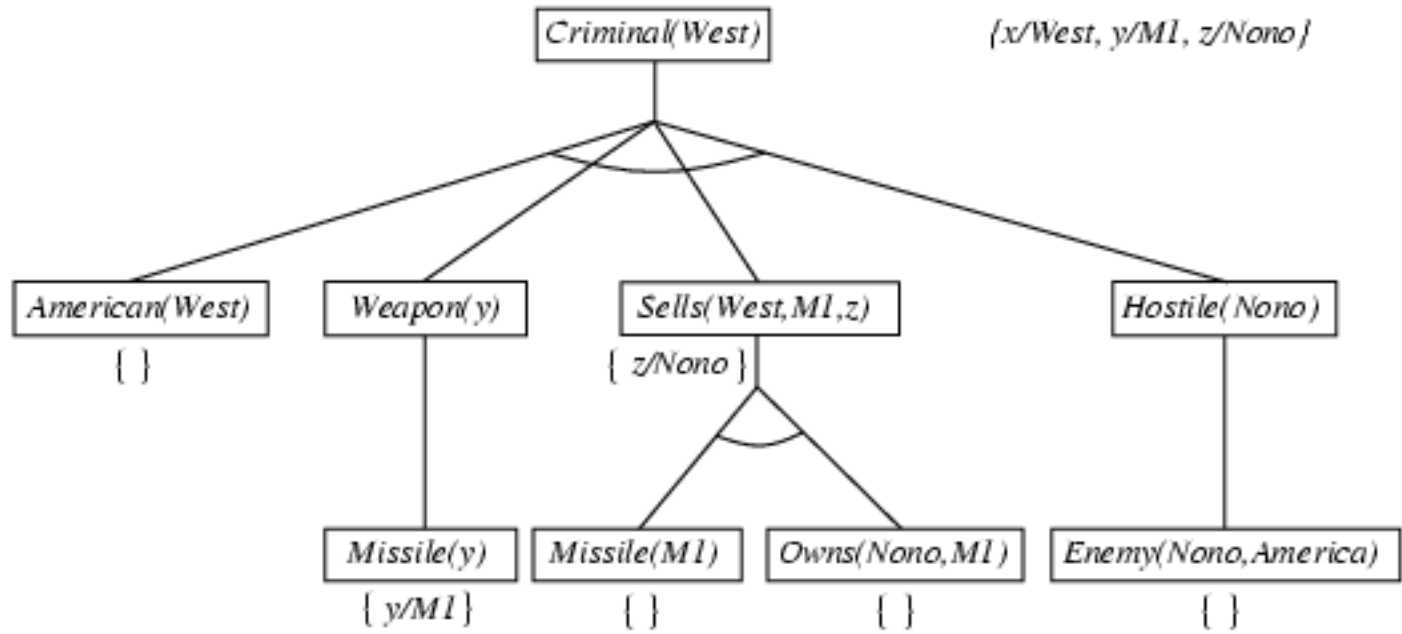 Criminal(West) {x/West, y/M1, z/Nono}
American(West) Weapon(y) Sells(West,M1,z) Hostile(Nono)
{ } { z/Nono }
Missile(y) Missile(M1) Owns(Nono,M1) Enemy(Nono,America)
{ y/M1 } { } { } { }